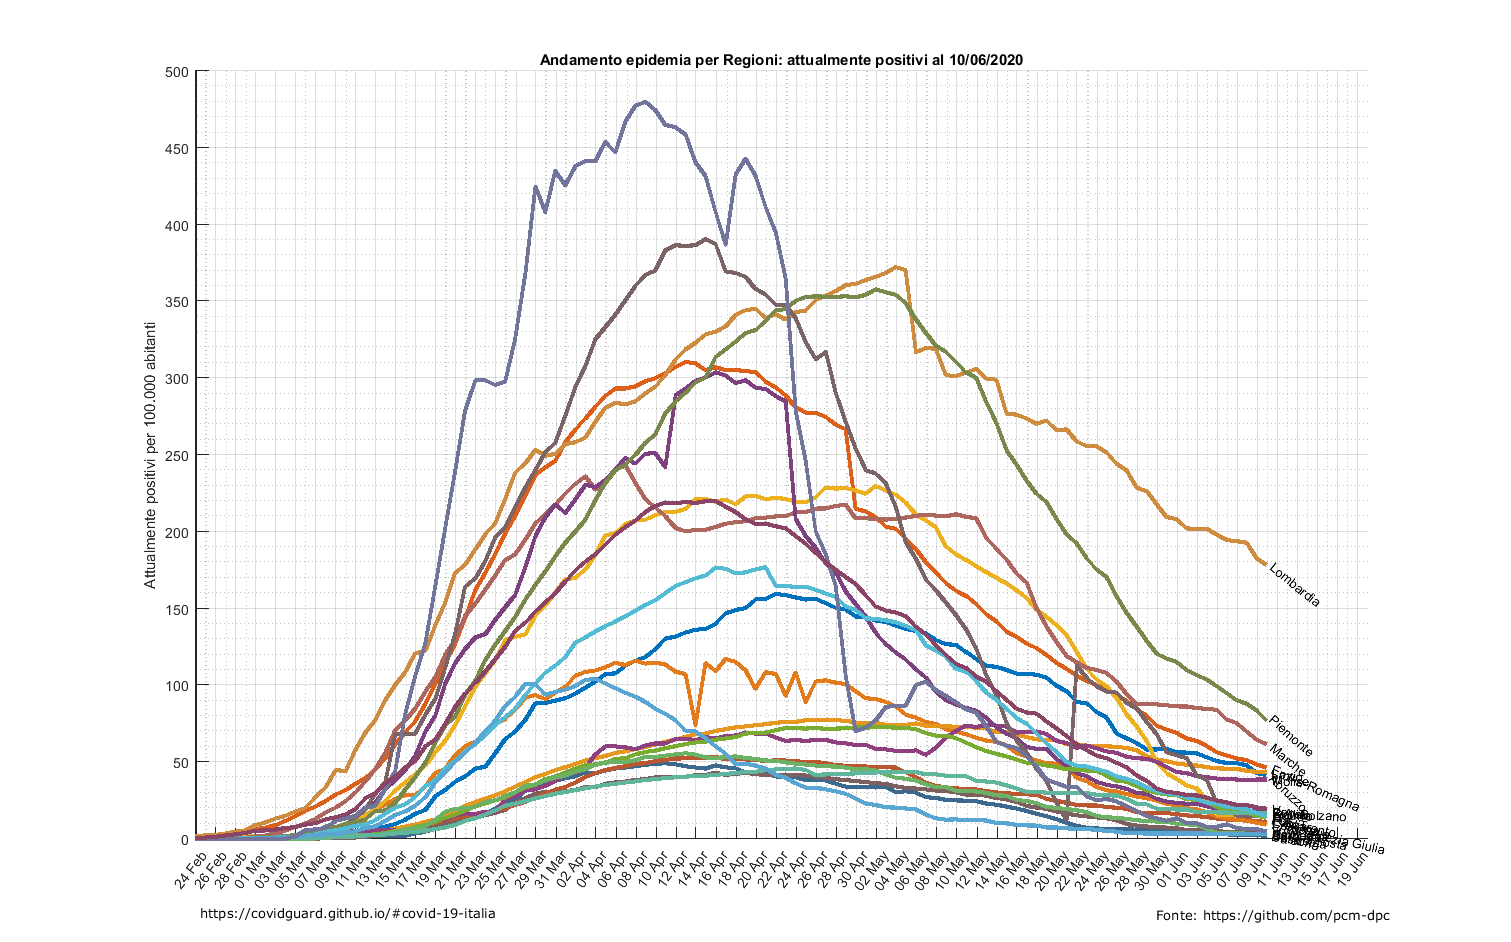 Andamento epidemia per Regioni: attualmente positivi al 10/06/2020
Attualmente positivi per 100.000 abitanti
500
450
400
350
300
250
200
150
100
50
0
Lombardia
Piemonte
Marche
Romagna
Abruzzo
Bolzano
Giulia
24 Feb
26 Feb
28 Feb
01 Mar
03 Mar
05 Mar
07 Mar
09 Mar
11 Mar
13 Mar
15 Mar
17 Mar
19 Mar
21 Mar
23 Mar
25 Mar
27 Mar
29 Mar
31 Mar
02 Apr
04 Apr
06 Apr
08 Apr
10 Apr
12 Apr
14 Apr
16 Apr
18 Apr
20 Apr
22 Apr
24 Apr
26 Apr
28 Apr
30 Apr
02 May
04 May
06 May
08 May
10 May
12 May
14 May
16 May
18 May
20 May
22 May
24 May
26 May
28 May
30 May
01 Jun
03 Jun
05 Jun
07 Jun
09 Jun
11 Jun
13 Jun
15 Jun
17 Jun
19 Jun
https://covidguard.github.io/#covid-19-italia
Fonte: https://github.com/pcm-dpc